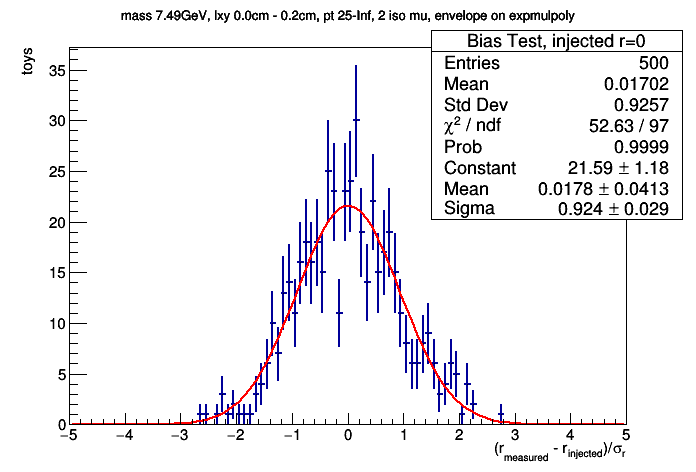 mass 7.49GeV, lxy 0.0cm - 0.2cm, pt 25-Inf, 2 iso mu, envelope on expmulpoly
Bias Test, injected r=0
Entries 500
Mean 0.01702
Std Dev 0.9257
χ² / ndf 52.63 / 97
Prob 0.9999
Constant 21.59 ± 1.18
Mean 0.0178 ± 0.0413
Sigma 0.924 ± 0.029
toys
35
30
25
20
15
10
5
0
−5 −4 −3 −2 −1 0 1 2 3 4 5
(r_measured - r_injected)/σ_r